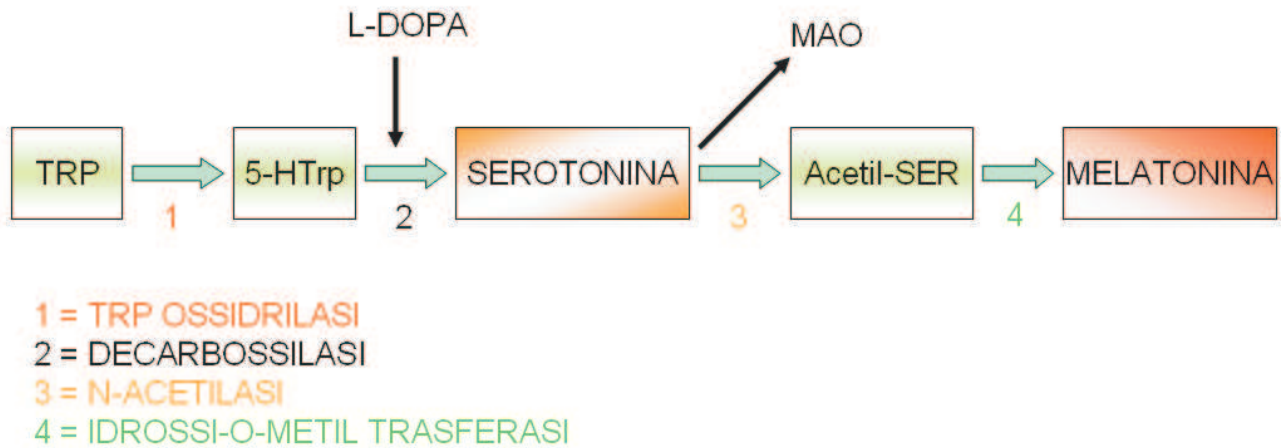 L-DOPA
MAO
TRP
5-HTrp
SEROTONINA
Acetil-SER
MELATONINA
1
2
3
4
1 = TRP OSSIDRILASI
2 = DECARBOSSILASI
3 = N-ACETILASI
4 = IDROSSI-O-METIL TRASFERASI